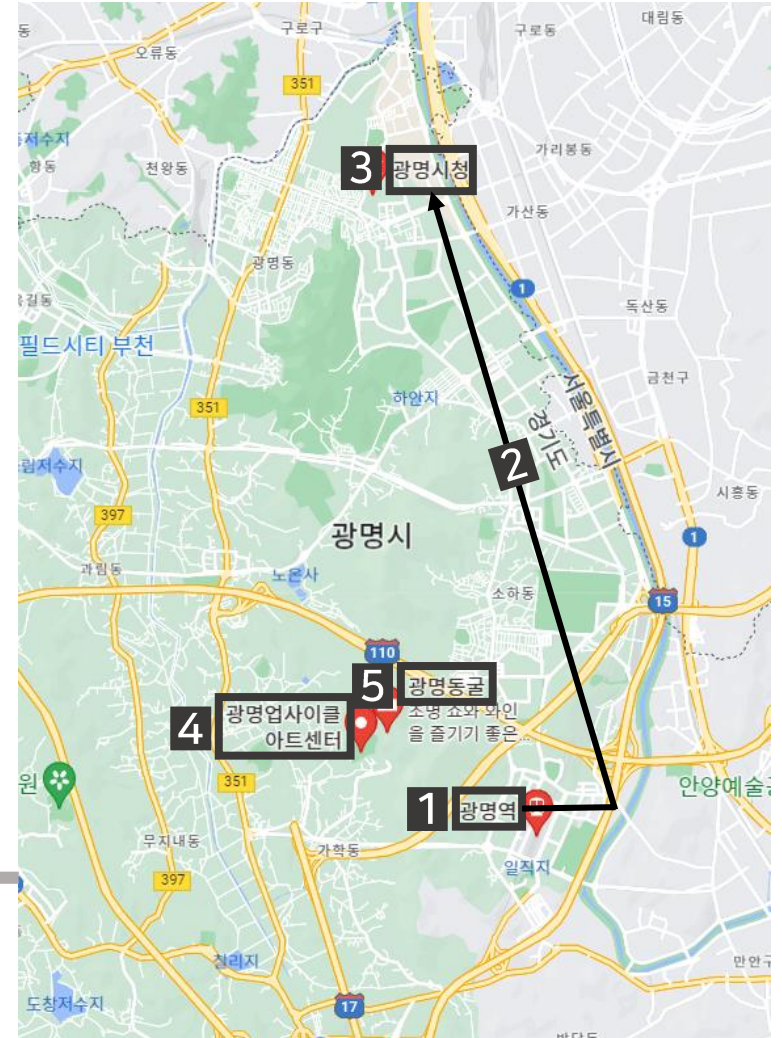 구로구
구로동
대림동
오류동
351
저수지
항동
천왕동
3
광명시청
가리봉동
가산동
광명동
1
독산동
필드시티 부천
금천구
하안지
351
서울특별시
경기도
2
림저수지
시흥동
397
광명시
1
과림동
노온사
소하동
15
110
5
광명동굴
조명 쇼와 와인
을 즐기기 좋은...
4
광명업사이클
아트센터
원
351
안양예술공
1
광명역
무지내동
가학동
일직지
397
칠리지
만안구
도창저수지
17
박달동